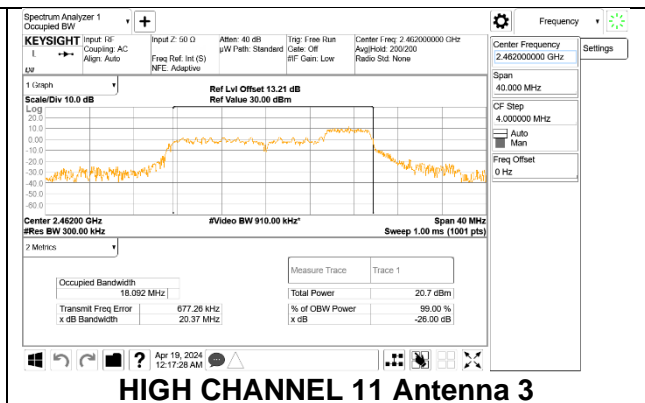 Spectrum Analyzer 1
Occupied BW
KEYSIGHT
Input: RF
Coupling: AC
Align: Auto
Input Z: 50 Ω
Freq Ref: Int (S)
NFE: Adaptive
Atten: 40 dB
µW Path: Standard
Trig: Free Run
Gate: Off
#IF Gain: Low
Center Freq: 2.462000000 GHz
Avg|Hold: 200/200
Radio Std: None
L
1 Graph
Scale/Div 10.0 dB
Ref Lvl Offset 13.21 dB
Ref Value 30.00 dBm
Log
20.0
10.0
0.00
-10.0
-20.0
-30.0
-40.0
-50.0
-60.0
Center 2.46200 GHz
#Res BW 300.00 kHz
#Video BW 910.00 kHz*
Span 40 MHz
Sweep 1.00 ms (1001 pts)
2 Metrics
Measure Trace Trace 1
Occupied Bandwidth
18.092 MHz
Total Power 20.7 dBm
Transmit Freq Error 677.26 kHz
% of OBW Power 99.00 %
x dB Bandwidth 20.37 MHz
x dB -26.00 dB
?
Apr 19, 2024
12:17:28 AM
Frequency
Center Frequency
2.462000000 GHz
Settings
Span
40.000 MHz
CF Step
4.000000 MHz
Auto
Man
Freq Offset
0 Hz
HIGH CHANNEL 11 Antenna 3